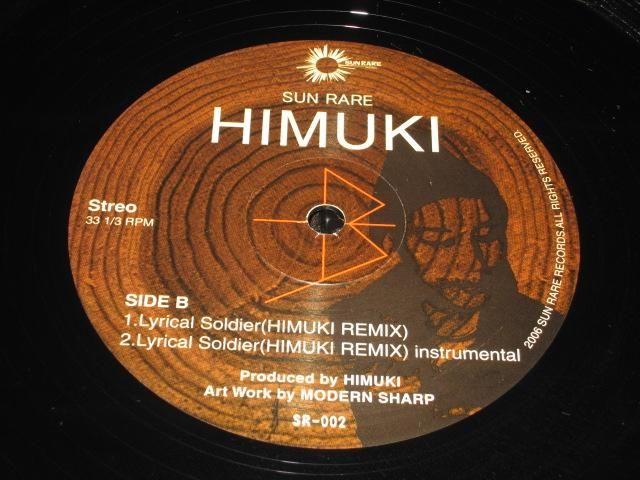 SUN RARE
SUN RARE
HIMUKI
Streo
33 1/3 RPM
SIDE B
1.Lyrical Soldier(HIMUKI REMIX)
2.Lyrical Soldier(HIMUKI REMIX) instrumental
Produced by HIMUKI
Art Work by MODERN SHARP
SR-002
2006 SUN RARE RECORDS.ALL RIGHTS RESERVED.